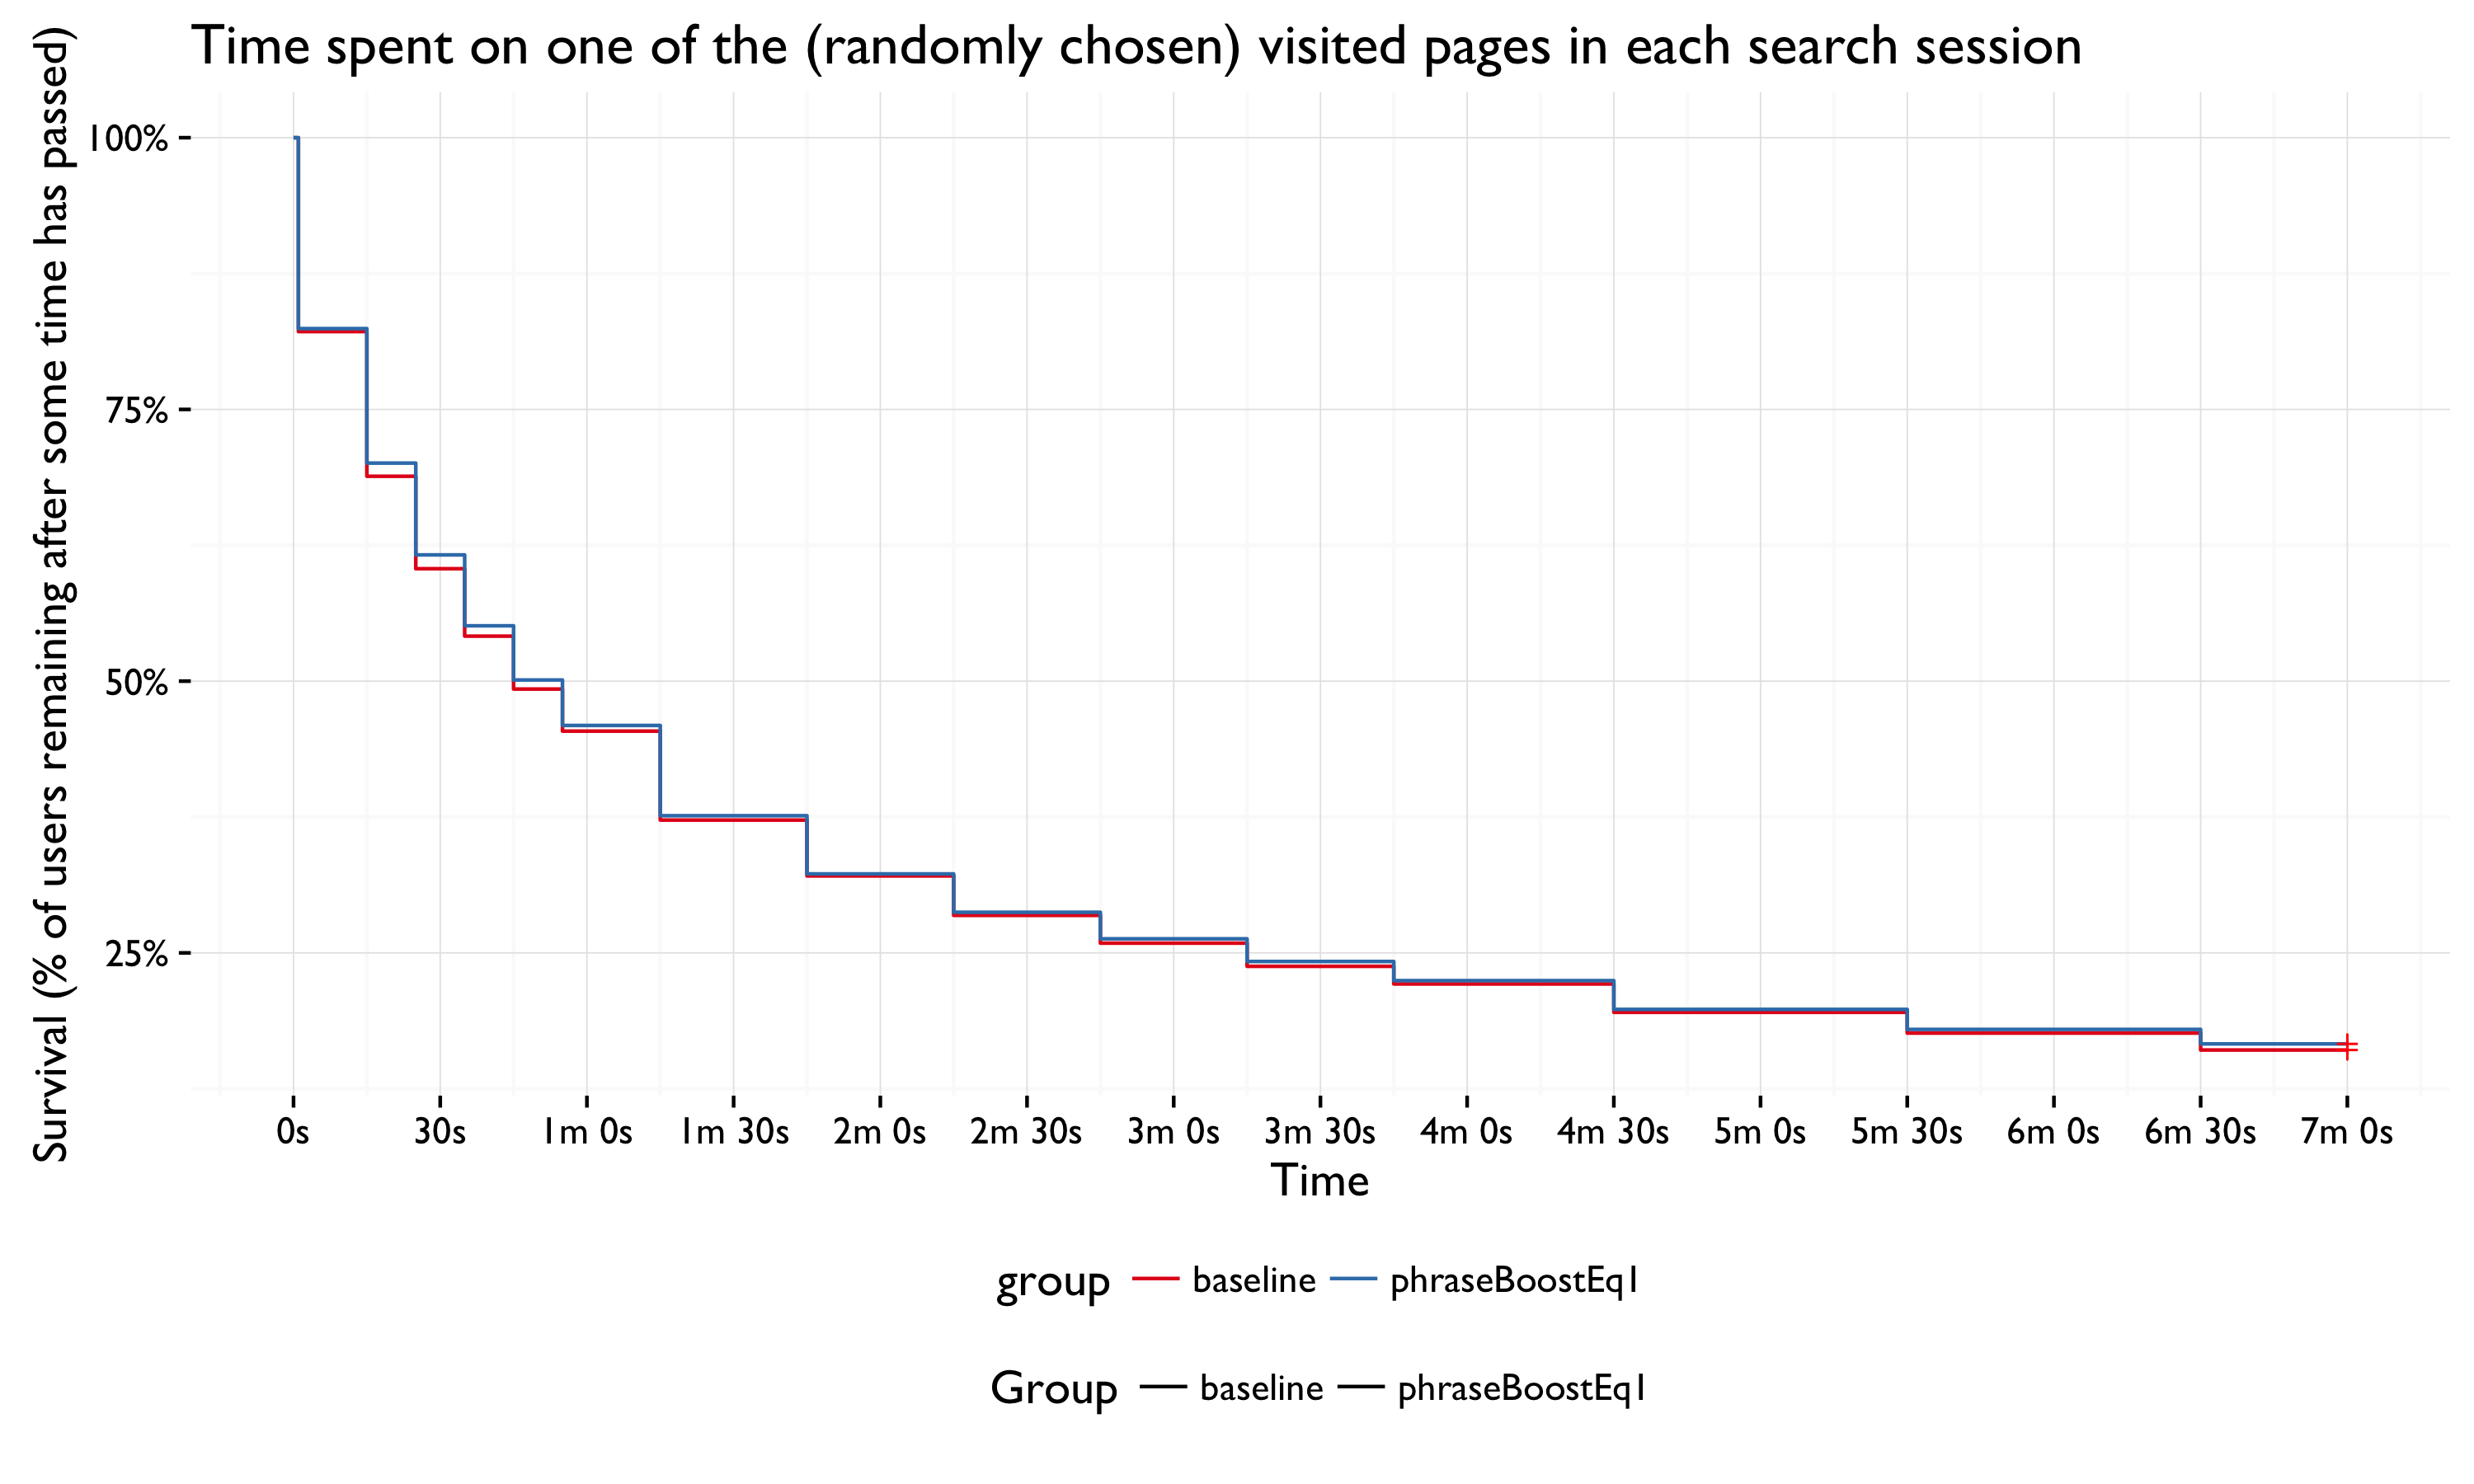 Time spent on one of the (randomly chosen) visited pages in each search session
Survival (% of users remaining after some time has passed)
100%
75%
50%
25%
0s 30s 1m 0s 1m 30s 2m 0s 2m 30s 3m 0s 3m 30s 4m 0s 4m 30s 5m 0s 5m 30s 6m 0s 6m 30s 7m 0s
Time
group baseline phraseBoostEq1
Group baseline phraseBoostEq1